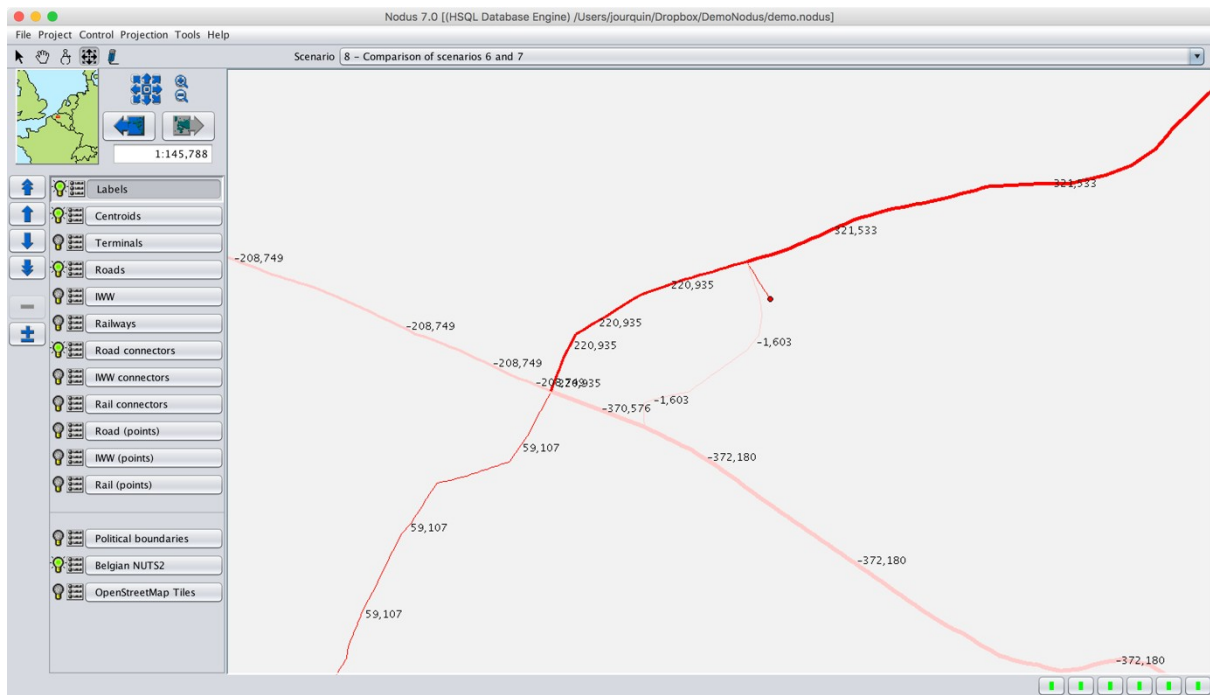 Nodus 7.0 [(HSQL Database Engine) /Users/jourquin/Dropbox/DemoNodus/demo.nodus]
File Project Control Projection Tools Help
Scenario 8 - Comparison of scenarios 6 and 7
1:145,788
Labels
Centroids
Terminals
Roads
IWW
Railways
Road connectors
IWW connectors
Rail connectors
Road (points)
IWW (points)
Rail (points)
Political boundaries
Belgian NUTS2
OpenStreetMap Tiles
321,533
321,533
-208,749
220,935
220,935
-208,749
-1,603
220,935
-208,749
-208,749
220,935
-1,603
-370,576
59,107
-372,180
59,107
-372,180
59,107
-372,180